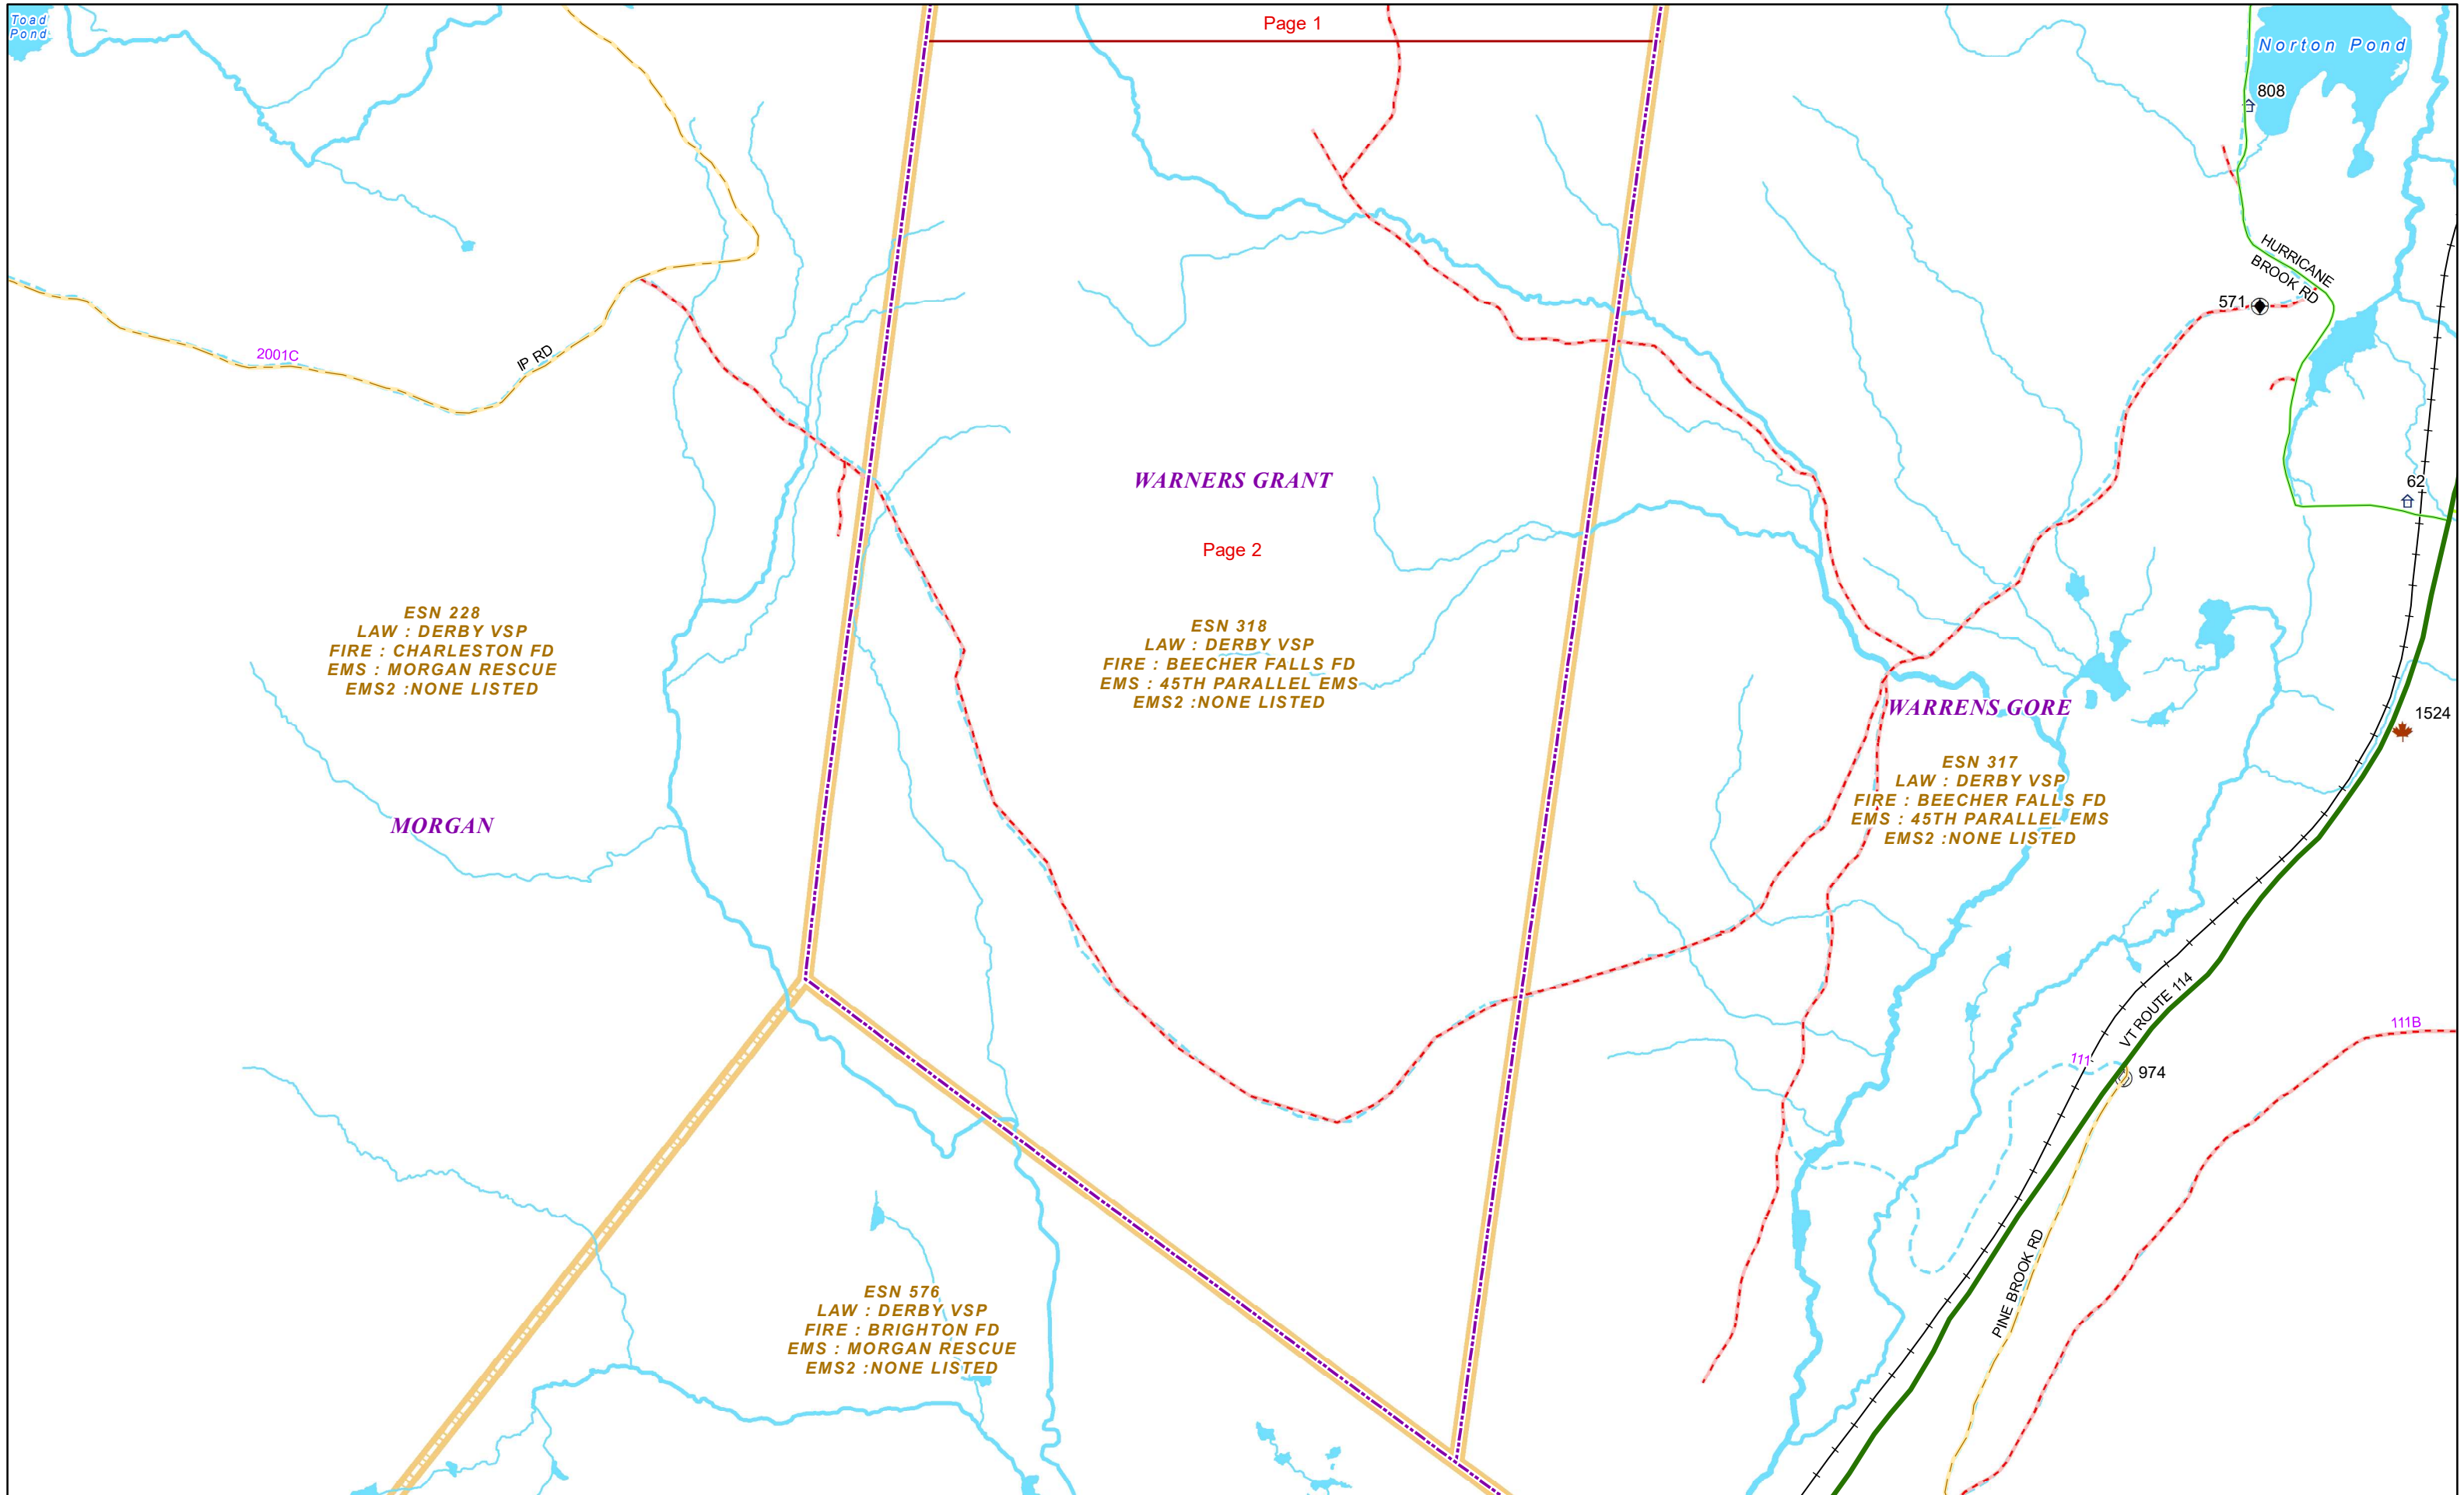 Toad
Pond
Page 1
Norton Pond
808
HURRICANE
BROOK RD
571
2001C
IP RD
WARNERS GRANT
62
Page 2
ESN 228
LAW : DERBY VSP
FIRE : CHARLESTON FD
EMS : MORGAN RESCUE
EMS2 :NONE LISTED
ESN 318
LAW : DERBY VSP
FIRE : BEECHER FALLS FD
EMS : 45TH PARALLEL EMS
EMS2 :NONE LISTED
WARRENS GORE
1524
ESN 317
LAW : DERBY VSP
FIRE : BEECHER FALLS FD
EMS : 45TH PARALLEL EMS
EMS2 :NONE LISTED
MORGAN
VT ROUTE 114
111B
111
974
PINE BROOK RD
ESN 576
LAW : DERBY VSP
FIRE : BRIGHTON FD
EMS : MORGAN RESCUE
EMS2 :NONE LISTED